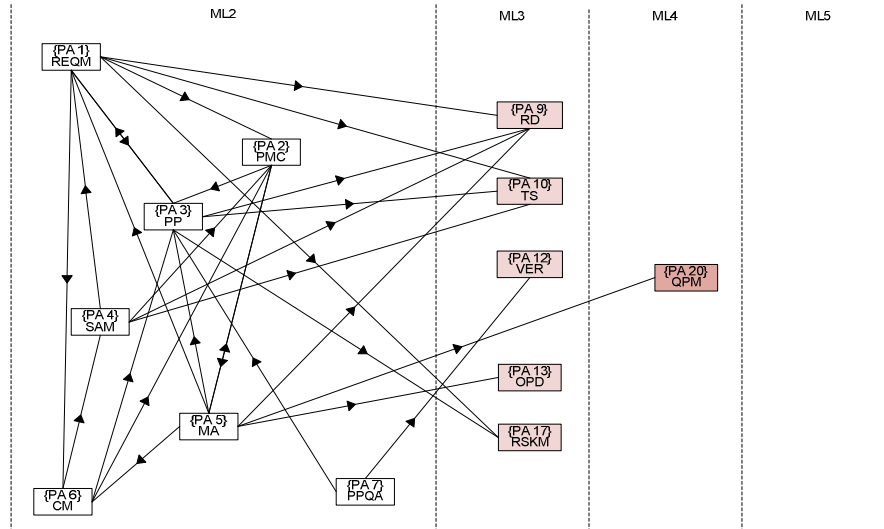 ML2
ML3
ML4
ML5
{PA 1}
REQM
{PA 9}
RD
{PA 2}
PMC
{PA 10}
TS
{PA 3}
PP
{PA 12}
VER
{PA 20}
QPM
{PA 4}
SAM
{PA 13}
OPD
{PA 5}
MA
{PA 17}
RSKM
{PA 7}
PPQA
{PA 6}
CM